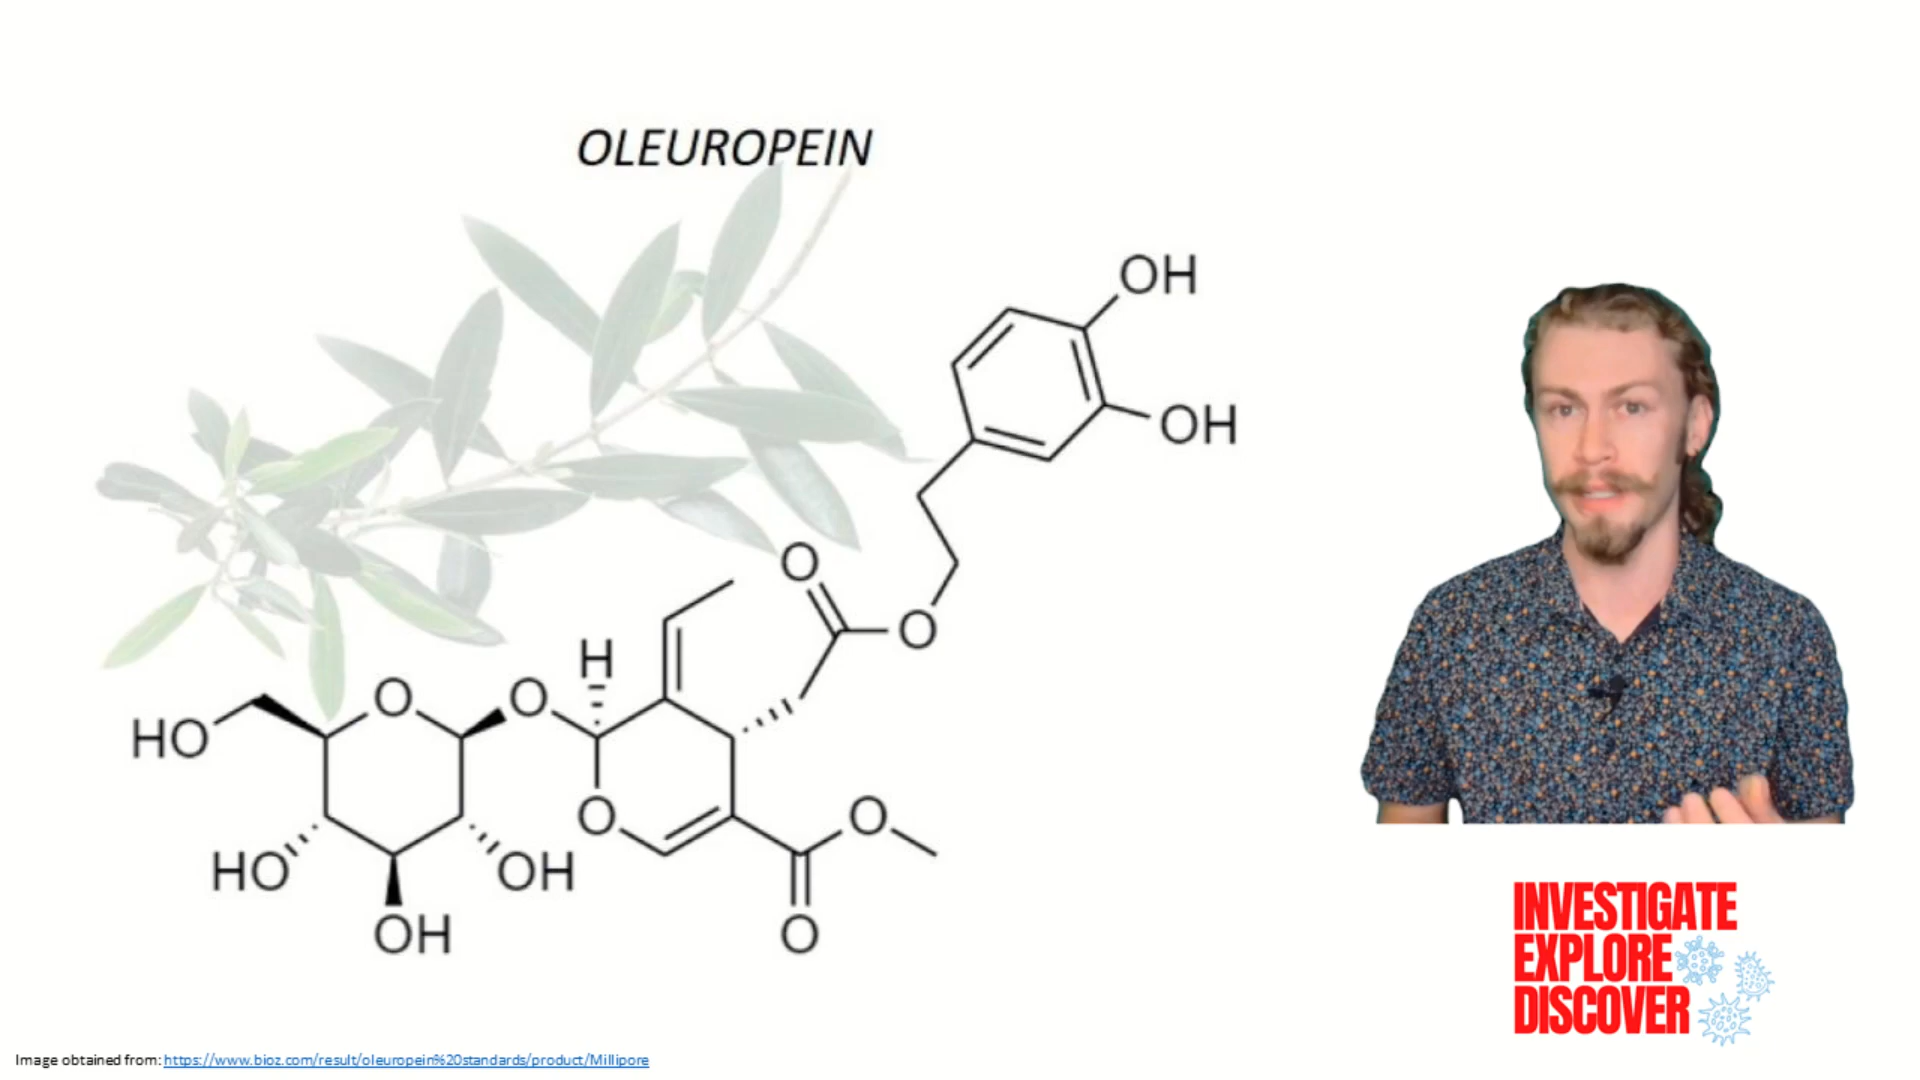 OLEUROPEIN
OH
OH
O
O
H
O
O
HO
O
O
HO
OH
OH
O
INVESTIGATE
EXPLORE
DISCOVER
Image obtained from: https://www.bioz.com/result/oleuropein%20standards/product/Millipore